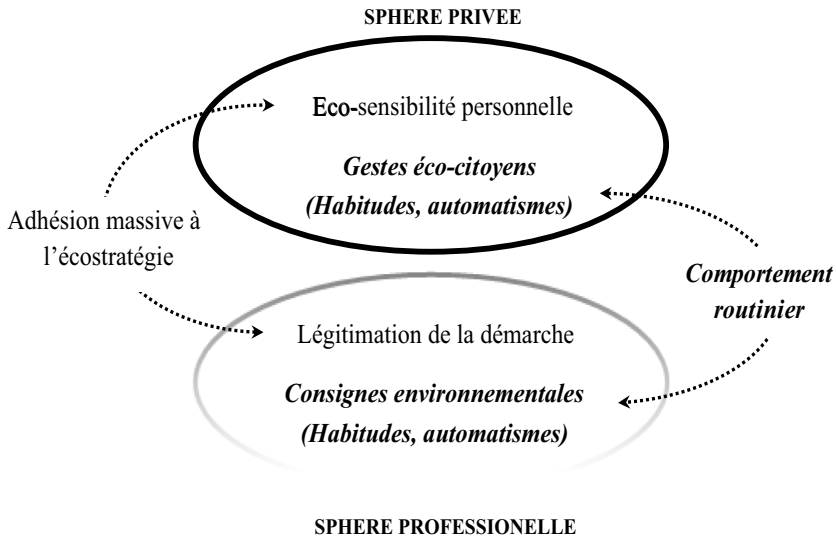 SPHERE PRIVEE
Eco-sensibilité personnelle
Gestes éco-citoyens
(Habitudes, automatismes)
Adhésion massive à
l’écostratégie
Comportement
routinier
Légitimation de la démarche
Consignes environnementales
(Habitudes, automatismes)
SPHERE PROFESSIONELLE